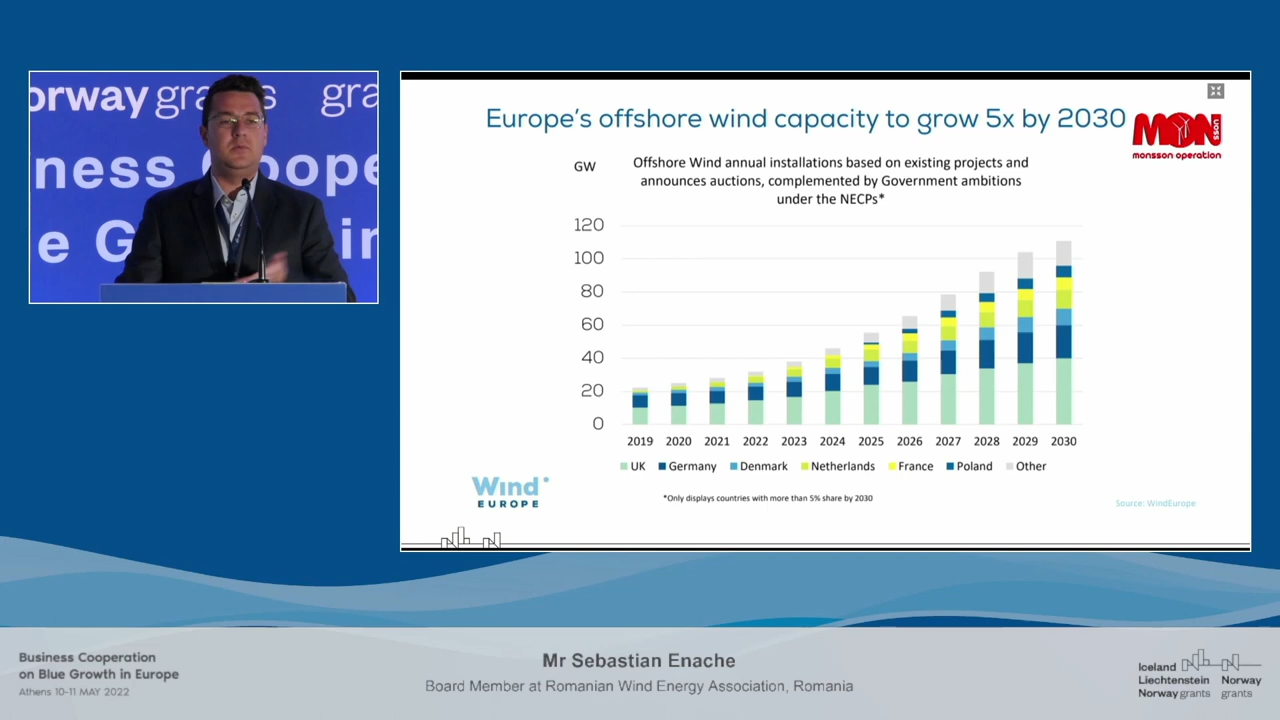 orway grants gra
ness Coope
e G in
Europe's offshore wind capacity to grow 5x by 2030
MON
SSON
monsson operation
GW
Offshore Wind annual installations based on existing projects and
announces auctions, complemented by Government ambitions
under the NECPs*
120
100
80
60
40
20
0
2019 2020 2021 2022 2023 2024 2025 2026 2027 2028 2029 2030
UK Germany Denmark Netherlands France Poland Other
Wind
EUROPE
*Only displays countries with more than 5% share by 2030
Source: WindEurope
Business Cooperation
on Blue Growth in Europe
Athens 10-11 MAY 2022
Mr Sebastian Enache
Board Member at Romanian Wind Energy Association, Romania
Iceland
Liechtenstein Norway
Norway grants grants